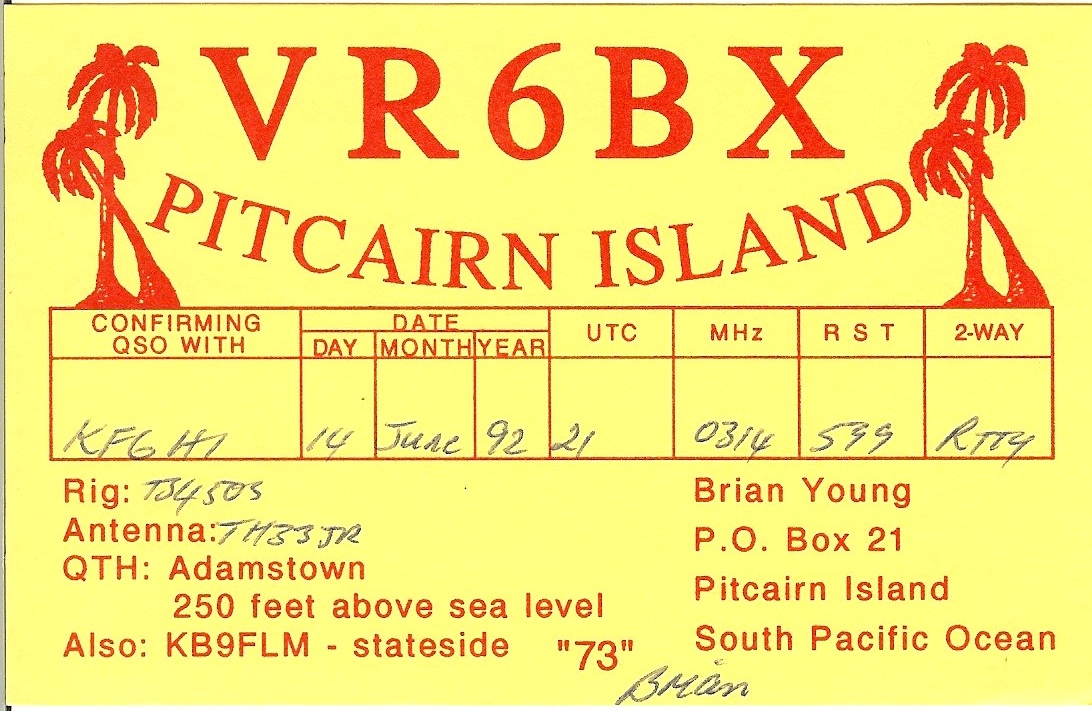 VR6BX
PITCAIRN ISLAND
CONFIRMING QSO WITH DATE DAY MONTH YEAR UTC MHz RST 2-WAY
KF6HI 14 June 92 21 0314 599 RTTY
Rig: TS450S
Antenna: TH33JR
QTH: Adamstown
250 feet above sea level
Also: KB9FLM - stateside "73"
Brian
Brian Young
P.O. Box 21
Pitcairn Island
South Pacific Ocean